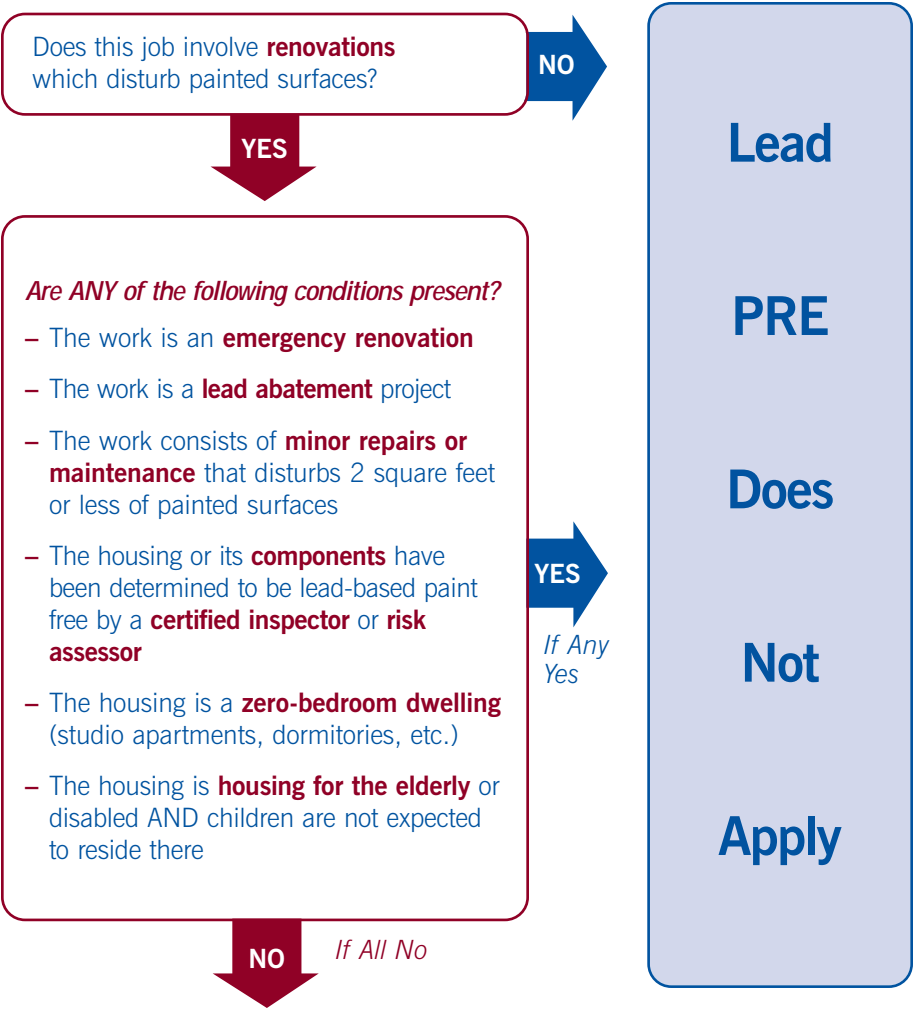 Does this job involve renovations
which disturb painted surfaces?
NO
YES
Are ANY of the following conditions present?
– The work is an emergency renovation
– The work is a lead abatement project
– The work consists of minor repairs or
maintenance that disturbs 2 square feet
or less of painted surfaces
– The housing or its components have
been determined to be lead-based paint
free by a certified inspector or risk
assessor
– The housing is a zero-bedroom dwelling
(studio apartments, dormitories, etc.)
– The housing is housing for the elderly or
disabled AND children are not expected
to reside there
YES
If Any
Yes
NO
If All No
Lead
PRE
Does
Not
Apply